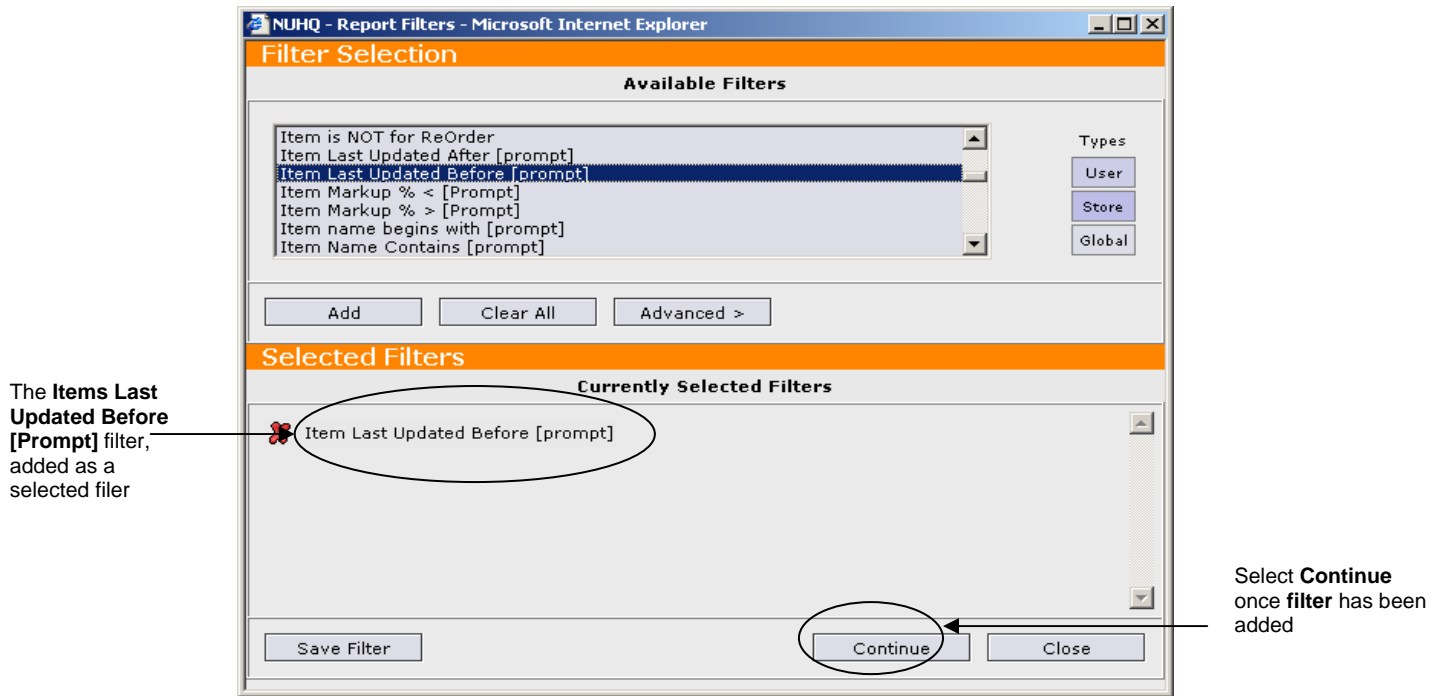 NUHQ - Report Filters - Microsoft Internet Explorer
Filter Selection
Available Filters
Item is NOT for ReOrder
Item Last Updated After [prompt]
Item Last Updated Before [prompt]
Item Markup % < [Prompt]
Item Markup % > [Prompt]
Item name begins with [prompt]
Item Name Contains [prompt]
Types
User
Store
Global
Add
Clear All
Advanced >
Selected Filters
Currently Selected Filters
Item Last Updated Before [prompt]
The Items Last
Updated Before
[Prompt] filter,
added as a
selected filer
Save Filter
Continue
Close
Select Continue
once filter has been
added